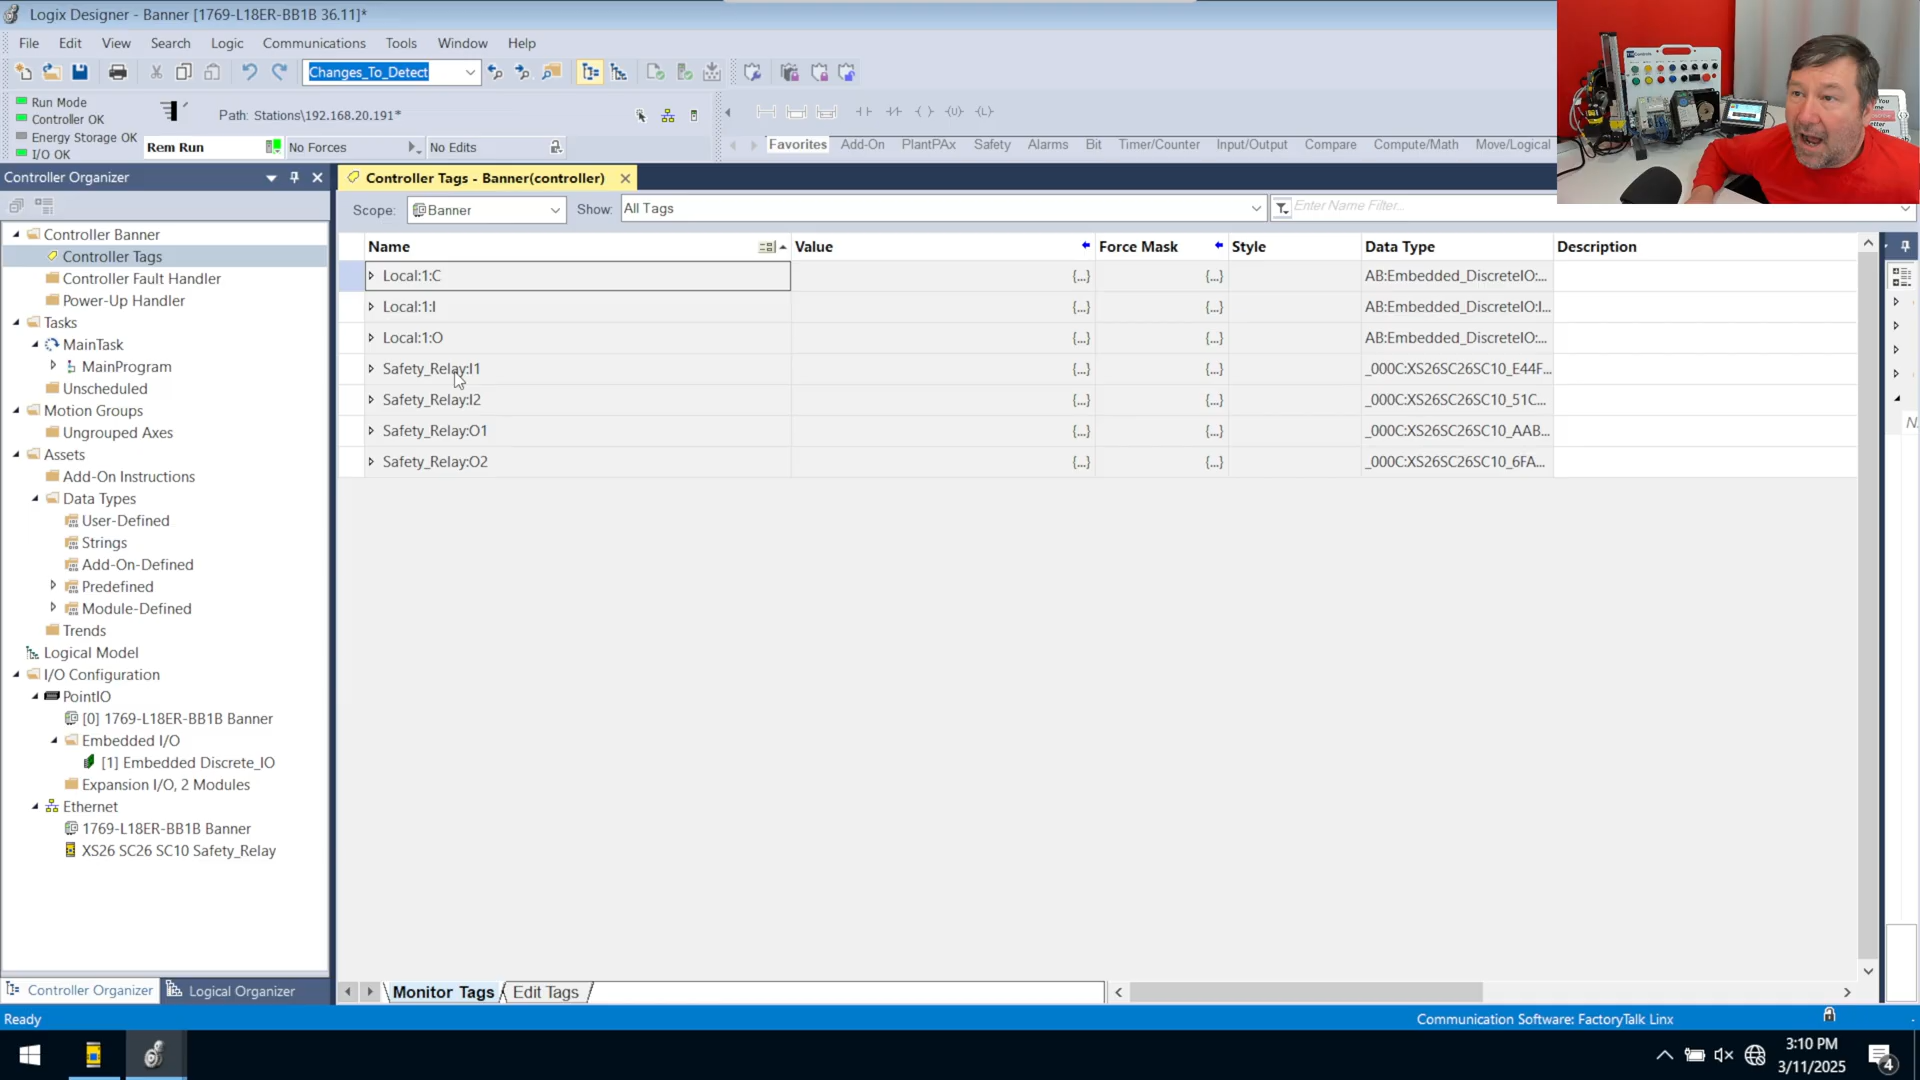 Logix Designer - Banner [1769-L18ER-BB1B 36.11]*
File Edit View Search Logic Communications Tools Window Help
Changes_To_Detect
Run Mode
Controller OK
Energy Storage OK
I/O OK
Path: Stations\192.168.20.191*
Rem Run No Forces No Edits
Favorites Add-On PlantPAx Safety Alarms Bit Timer/Counter Input/Output Compare Compute/Math Move/Logical
Controller Organizer
Controller Tags - Banner(controller)
Scope: Banner Show: All Tags Enter Name Filter...
Name Value Force Mask Style Data Type Description
Local:1:C {...} {...} AB:Embedded_DiscreteIO:...
Local:1:I {...} {...} AB:Embedded_DiscreteIO:I...
Local:1:O {...} {...} AB:Embedded_DiscreteIO:...
Safety_Relay:I1 {...} {...} _000C:XS26SC26SC10_E44F...
Safety_Relay:I2 {...} {...} _000C:XS26SC26SC10_51C...
Safety_Relay:O1 {...} {...} _000C:XS26SC26SC10_AAB...
Safety_Relay:O2 {...} {...} _000C:XS26SC26SC10_6FA...
Controller Banner
Controller Tags
Controller Fault Handler
Power-Up Handler
Tasks
MainTask
MainProgram
Unscheduled
Motion Groups
Ungrouped Axes
Assets
Add-On Instructions
Data Types
User-Defined
Strings
Add-On-Defined
Predefined
Module-Defined
Trends
Logical Model
I/O Configuration
PointIO
[0] 1769-L18ER-BB1B Banner
Embedded I/O
[1] Embedded Discrete_IO
Expansion I/O, 2 Modules
Ethernet
1769-L18ER-BB1B Banner
XS26 SC26 SC10 Safety_Relay
Controller Organizer Logical Organizer
Monitor Tags Edit Tags
Ready
Communication Software: FactoryTalk Linx
3:10 PM
3/11/2025
4